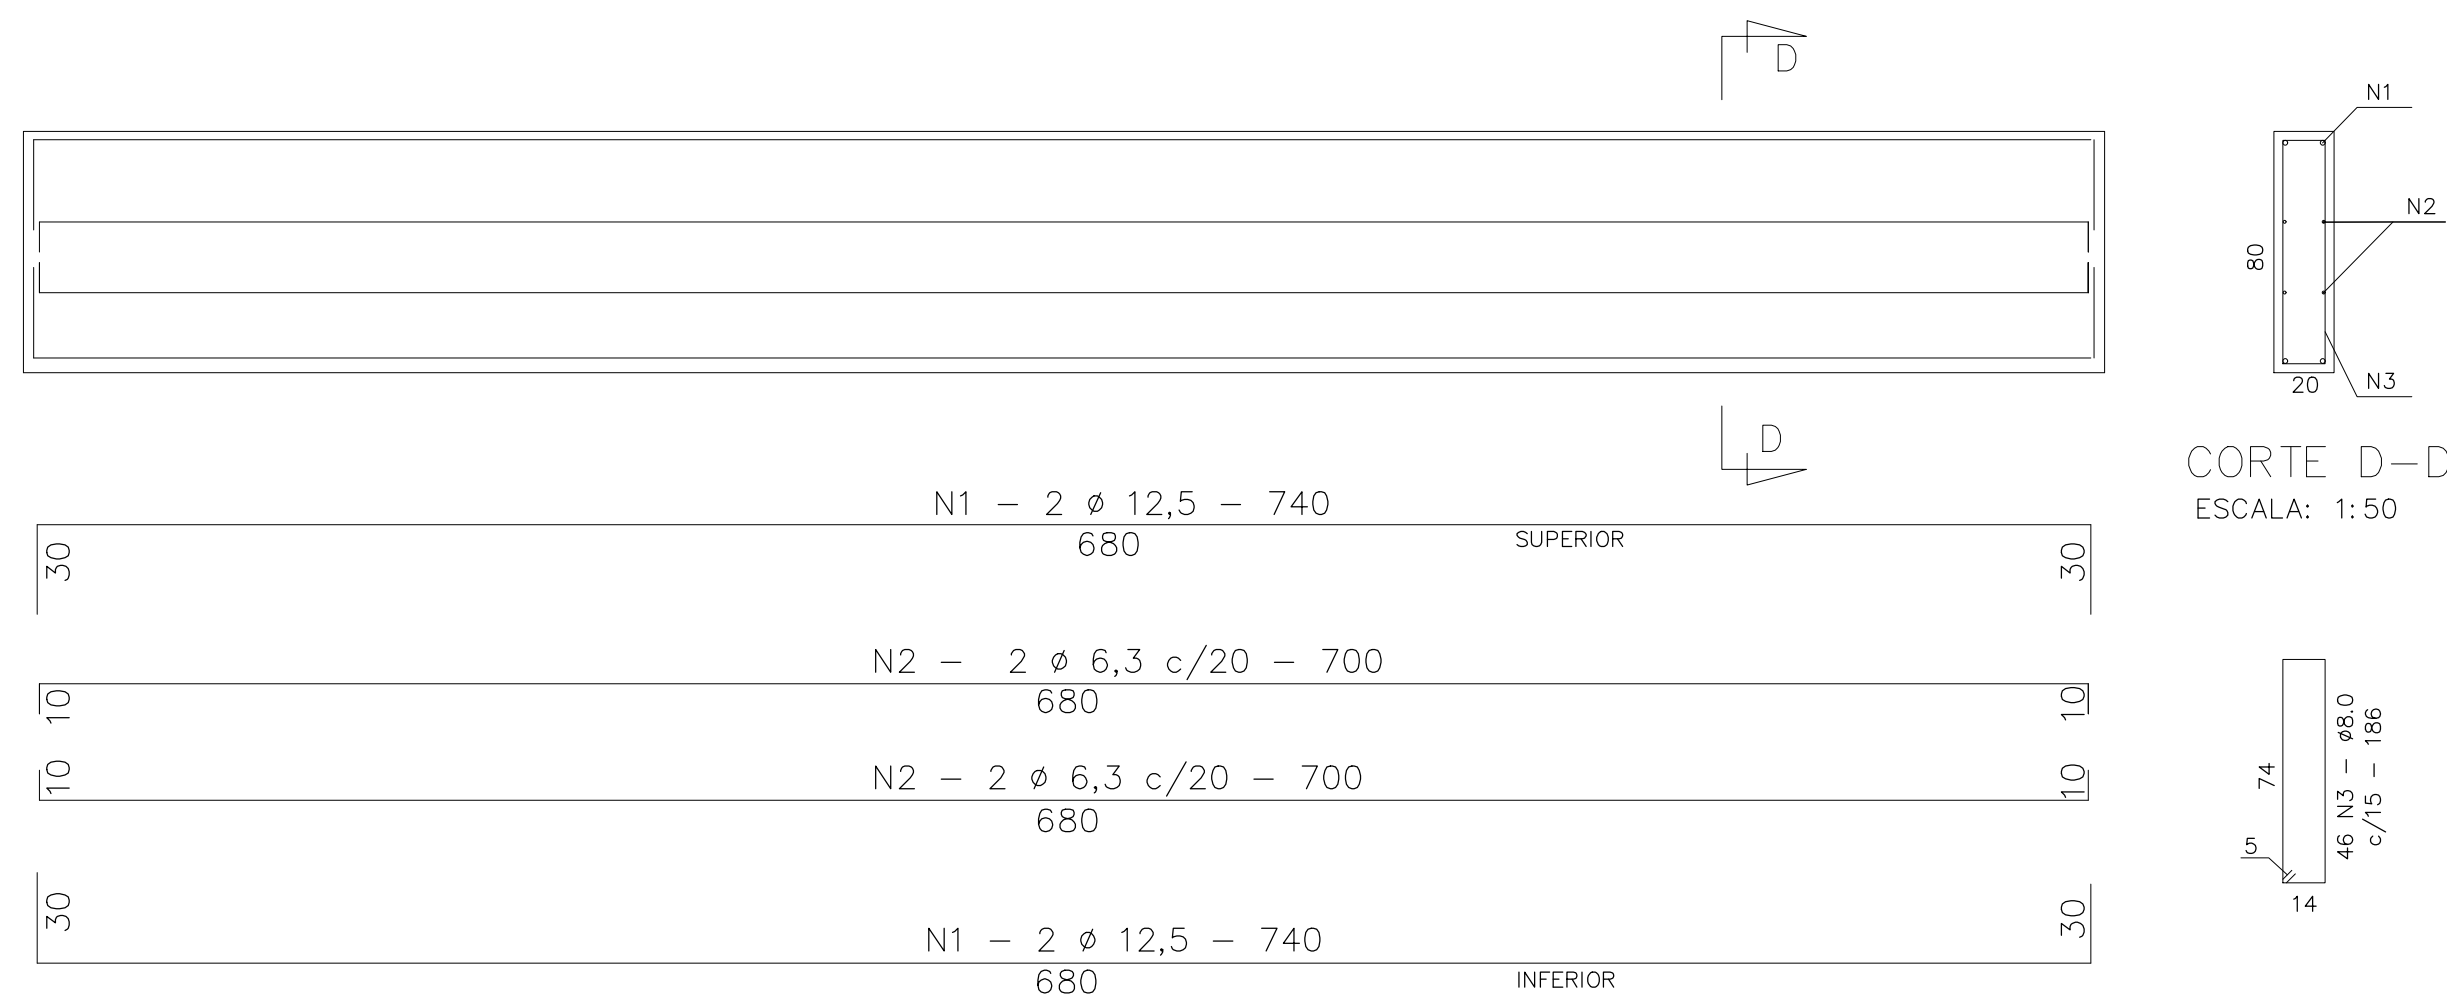 D
N1
N2
80
20
N3
D
CORTE D-D
ESCALA: 1:50
N1 - 2 ø 12,5 - 740
680
SUPERIOR
30
30
N2 - 2 ø 6,3 c/20 - 700
680
10
10
N2 - 2 ø 6,3 c/20 - 700
680
10
10
74
46 N3 - ø8.0
c/15 - 186
5
14
30
30
N1 - 2 ø 12,5 - 740
680
INFERIOR